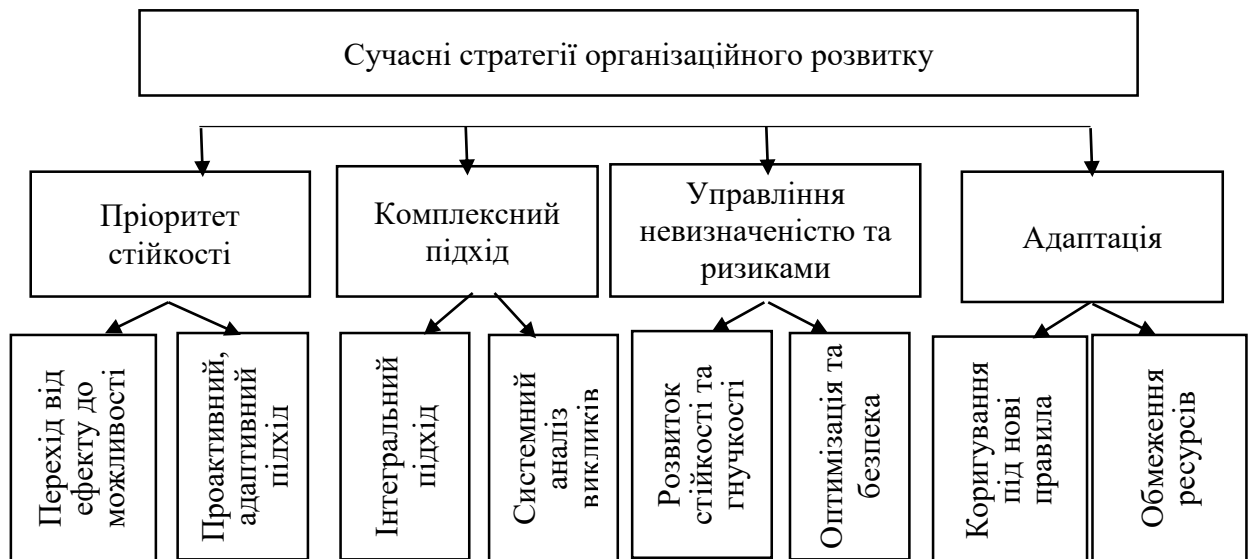 Сучасні стратегії організаційного розвитку
Пріоритет
стійкості
Комплексний
підхід
Управління
невизначеністю та
ризиками
Адаптація
Перехід від
ефекту до
можливості
Проактивний,
адаптивний
підхід
Інтегральний
підхід
Системний
аналіз
викликів
Розвиток
стійкості та
гнучкості
Оптимізація та
безпека
Коригування
під нові
правила
Обмеження
ресурсів